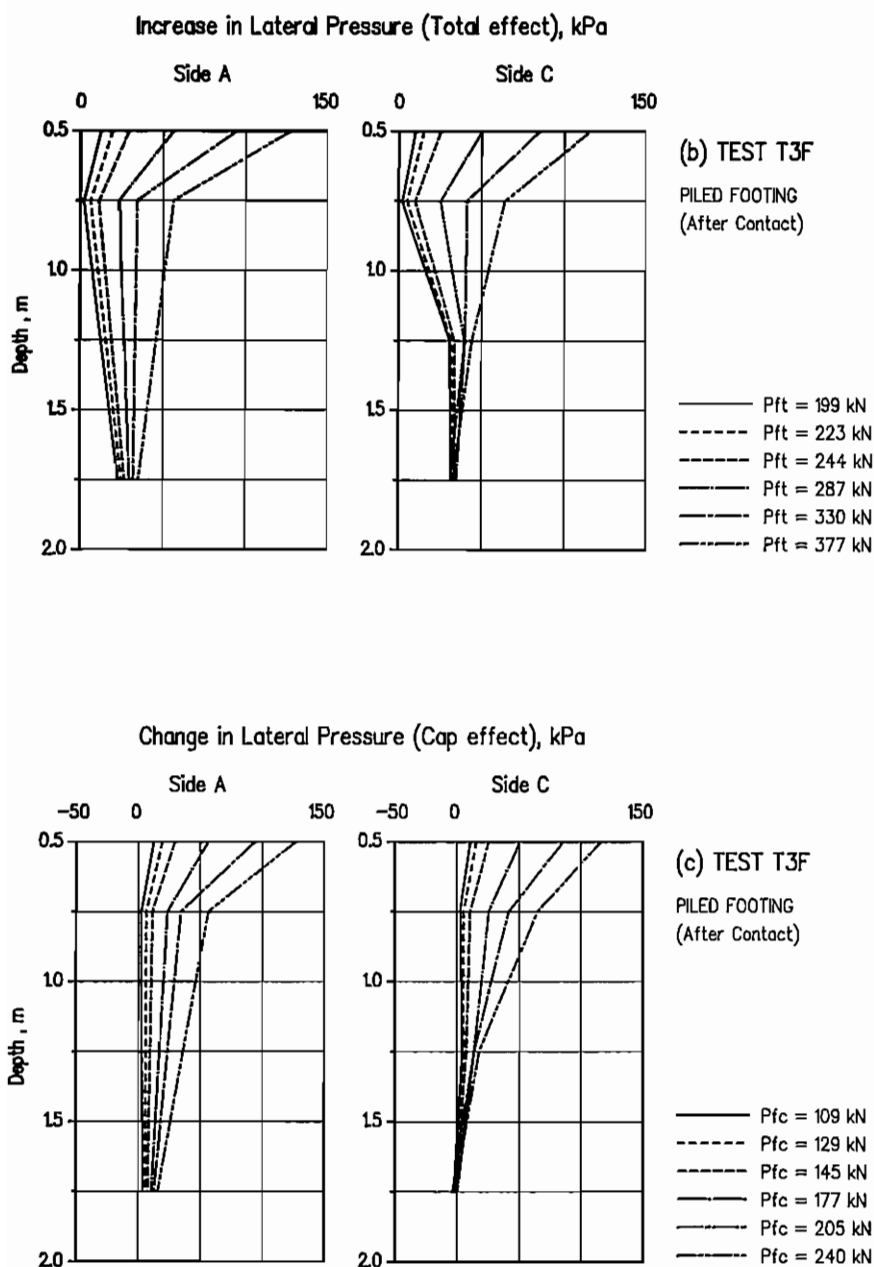 Increase in Lateral Pressure (Total effect), kPa
Side A
Side C
0 150
0 150
0.5
1.0
1.5
2.0
Depth, m
0.5
1.0
1.5
2.0
(b) TEST T3F
PILED FOOTING
(After Contact)
Pft = 199 kN
Pft = 223 kN
Pft = 244 kN
Pft = 287 kN
Pft = 330 kN
Pft = 377 kN
Change in Lateral Pressure (Cap effect), kPa
Side A
Side C
-50 0 150
-50 0 150
0.5
1.0
1.5
2.0
Depth, m
0.5
1.0
1.5
2.0
(c) TEST T3F
PILED FOOTING
(After Contact)
Pfc = 109 kN
Pfc = 129 kN
Pfc = 145 kN
Pfc = 177 kN
Pfc = 205 kN
Pfc = 240 kN